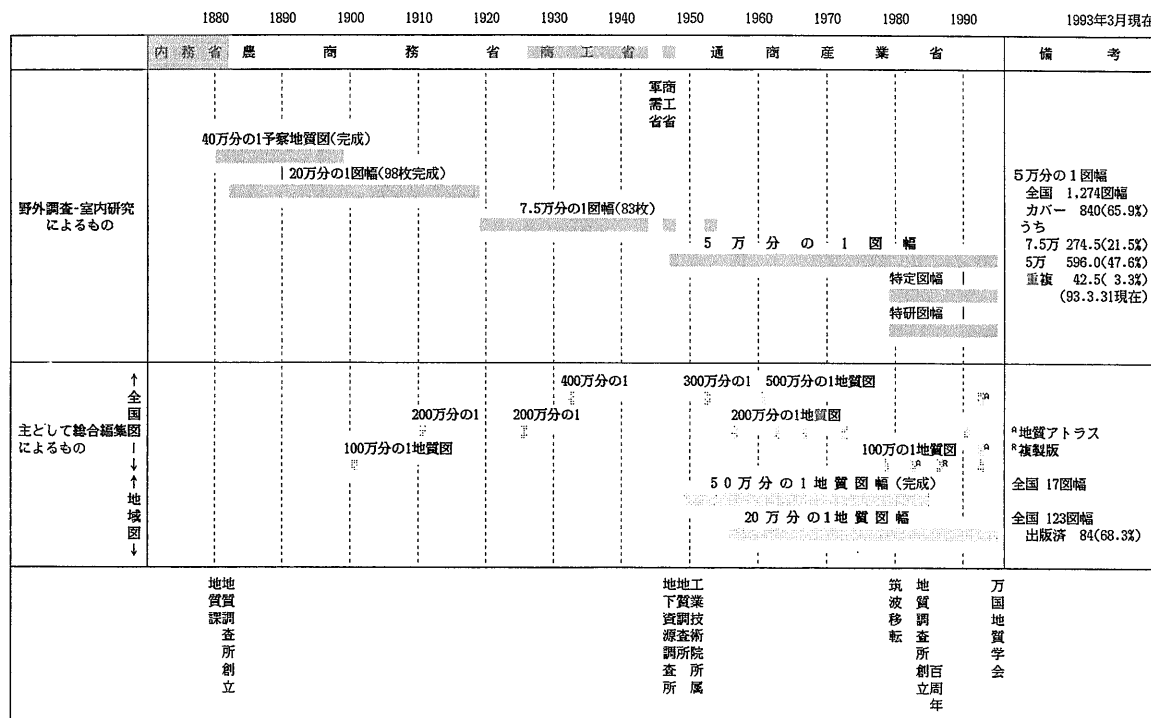 1880 1890 1900 1910 1920 1930 1940 1950 1960 1970 1980 1990 1993年3月現在
内務省 農商務省 商工省 通商産業省 備考
軍需省 商工省
野外調査-室内研究
によるもの
40万分の1予察地質図(完成)
20万分の1図幅(98枚完成)
7.5万分の1図幅(83枚)
5万分の1図幅
特定図幅
特研図幅
5万分の1図幅
全国 1,274図幅
カバー 840(65.9%)
うち
7.5万 274.5(21.5%)
5万 596.0(47.6%)
重複 42.5( 3.3%)
(93.3.31現在)
主として総合編集図
によるもの
↑全国ー↓
↑地域図↓
400万分の1 300万分の1 500万分の1地質図
A
200万分の1 200万分の1 200万分の1地質図
100万分の1地質図 100万の1地質図
A R A
50万分の1地質図幅(完成)
20万分の1地質図幅
A地質アトラス
R複製版
全国 17図幅
全国 123図幅
出版済 84(68.3%)
地質課
地質調査所創立
地下資源調査所
地質調査所
工業技術院所属
筑波移転
地質調査所創立百周年
万国地質学会